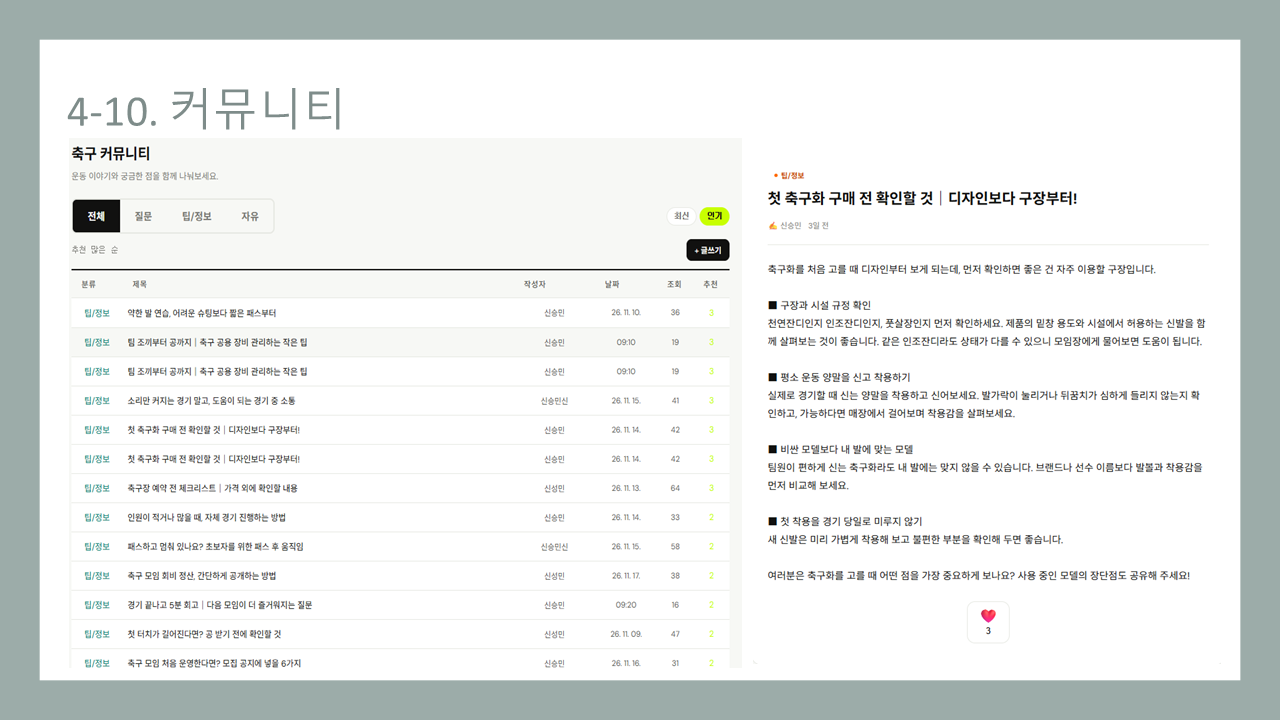 4-10. 커뮤니티
축구 커뮤니티
운동 이야기와 궁금한 점을 함께 나눠보세요.
전체 질문 팁/정보 자유
최신 인기
추천 많은 순
+ 글쓰기
분류 제목 작성자 날짜 조회 추천
팁/정보 약한 발 연습, 어려운 슈팅보다 짧은 패스부터 신승민 26. 11. 10. 36 3
팁/정보 팀 조끼부터 공까지 | 축구 공용 장비 관리하는 작은 팁 신승민 09:10 19 3
팁/정보 팀 조끼부터 공까지 | 축구 공용 장비 관리하는 작은 팁 신승민 09:10 19 3
팁/정보 소리만 커지는 경기 말고, 도움이 되는 경기 중 소통 신승민신 26. 11. 15. 41 3
팁/정보 첫 축구화 구매 전 확인할 것 | 디자인보다 구장부터! 신승민 26. 11. 14. 42 3
팁/정보 첫 축구화 구매 전 확인할 것 | 디자인보다 구장부터! 신승민 26. 11. 14. 42 3
팁/정보 축구장 예약 전 체크리스트 | 가격 외에 확인할 내용 신성민 26. 11. 13. 64 3
팁/정보 인원이 적거나 많을 때, 자체 경기 진행하는 방법 신승민 26. 11. 14. 33 2
팁/정보 패스하고 멈춰 있나요? 초보자를 위한 패스 후 움직임 신승민신 26. 11. 15. 58 2
팁/정보 축구 모임 회비 정산, 간단하게 공개하는 방법 신성민 26. 11. 17. 38 2
팁/정보 경기 끝나고 5분 회고 | 다음 모임이 더 즐거워지는 질문 신승민 09:20 16 2
팁/정보 첫 터치가 길어진다면? 공 받기 전에 확인할 것 신성민 26. 11. 09. 47 2
팁/정보 축구 모임 처음 운영한다면? 모집 공지에 넣을 6가지 신승민 26. 11. 16. 31 2
• 팁/정보
첫 축구화 구매 전 확인할 것 | 디자인보다 구장부터!
✍ 신승민 3일 전
축구화를 처음 고를 때 디자인부터 보게 되는데, 먼저 확인하면 좋은 건 자주 이용할 구장입니다.
■ 구장과 시설 규정 확인
천연잔디인지 인조잔디인지, 풋살장인지 먼저 확인하세요. 제품의 밑창 용도와 시설에서 허용하는 신발을 함
께 살펴보는 것이 좋습니다. 같은 인조잔디라도 상태가 다를 수 있으니 모임장에게 물어보면 도움이 됩니다.
■ 평소 운동 양말을 신고 착용하기
실제로 경기할 때 신는 양말을 착용하고 신어보세요. 발가락이 눌리거나 뒤꿈치가 심하게 들리지 않는지 확
인하고, 가능하다면 매장에서 걸어보며 착용감을 살펴보세요.
■ 비싼 모델보다 내 발에 맞는 모델
팀원이 편하게 신는 축구화라도 내 발에는 맞지 않을 수 있습니다. 브랜드나 선수 이름보다 발볼과 착용감을
먼저 비교해 보세요.
■ 첫 착용을 경기 당일로 미루지 않기
새 신발은 미리 가볍게 착용해 보고 불편한 부분을 확인해 두면 좋습니다.
여러분은 축구화를 고를 때 어떤 점을 가장 중요하게 보나요? 사용 중인 모델의 장단점도 공유해 주세요!
3